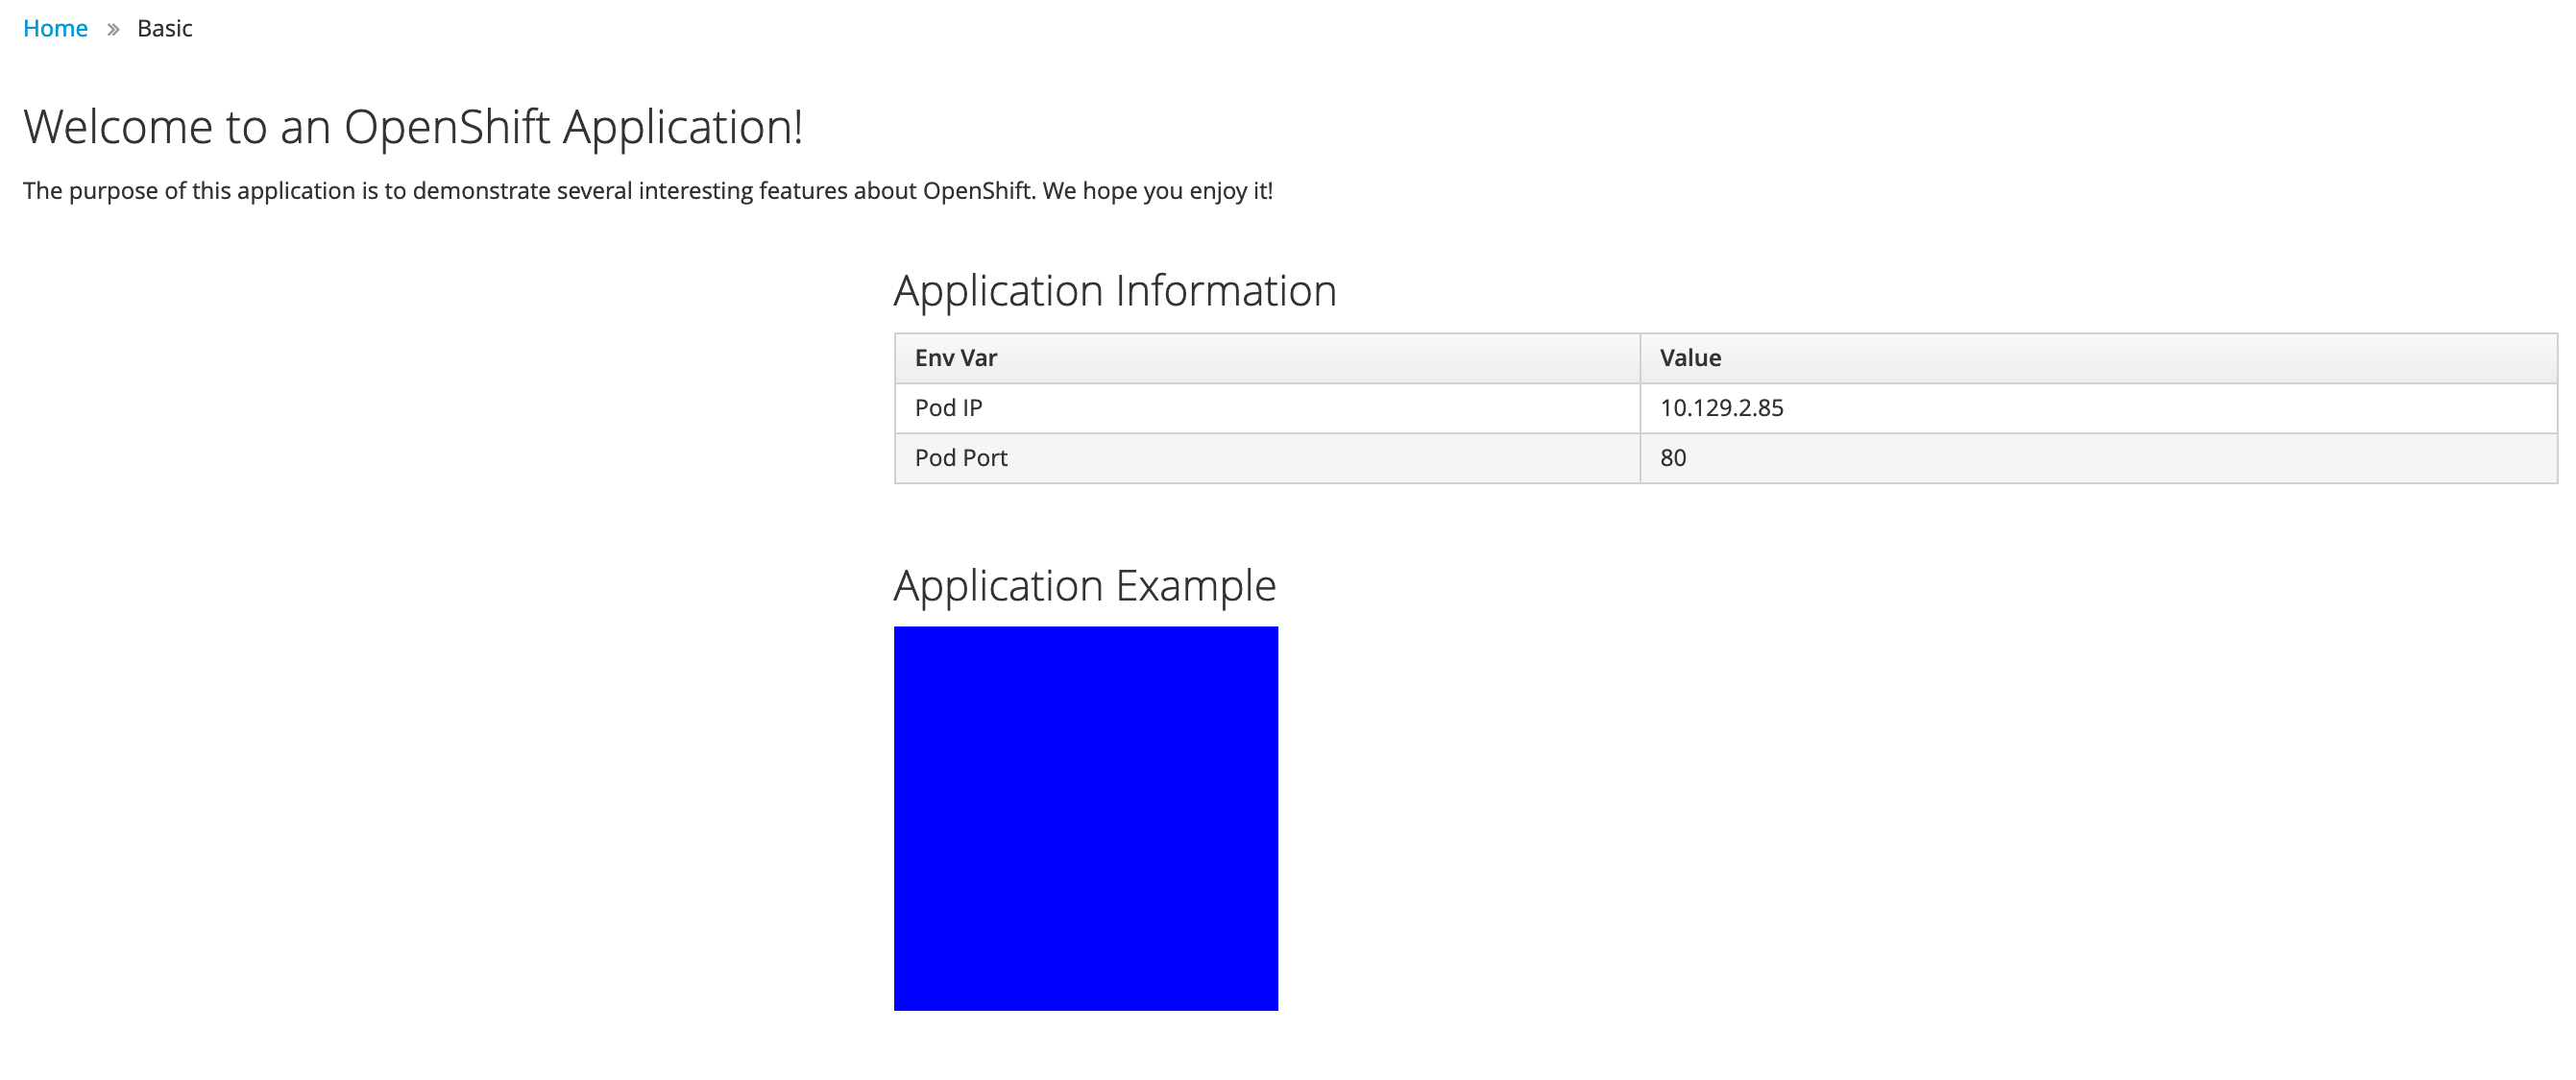 Home » Basic
Welcome to an OpenShift Application!
The purpose of this application is to demonstrate several interesting features about OpenShift. We hope you enjoy it!
Application Information
Env Var Value
Pod IP 10.129.2.85
Pod Port 80
Application Example